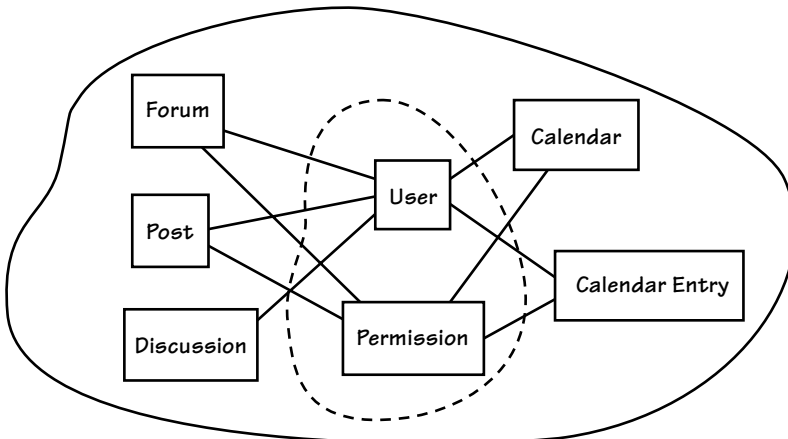 Forum
Calendar
User
Post
Calendar Entry
Discussion
Permission